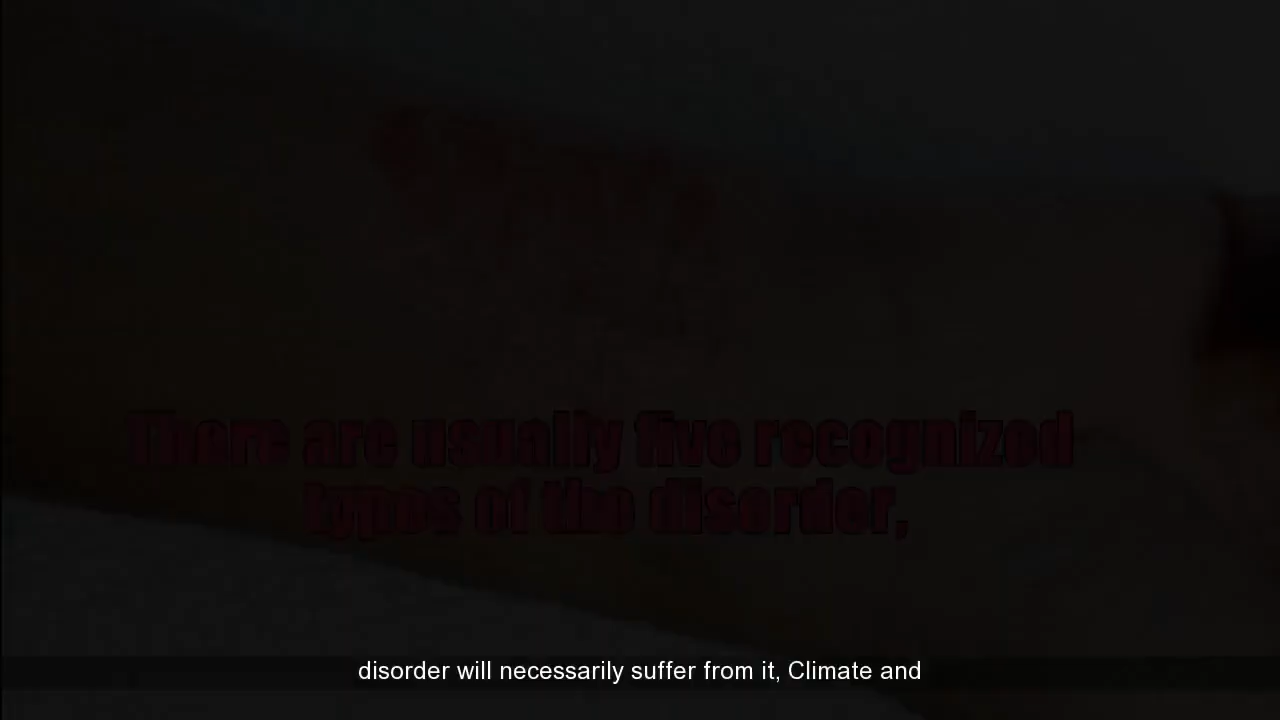 There are usually five recognized
types of the disorder,
disorder will necessarily suffer from it, Climate and